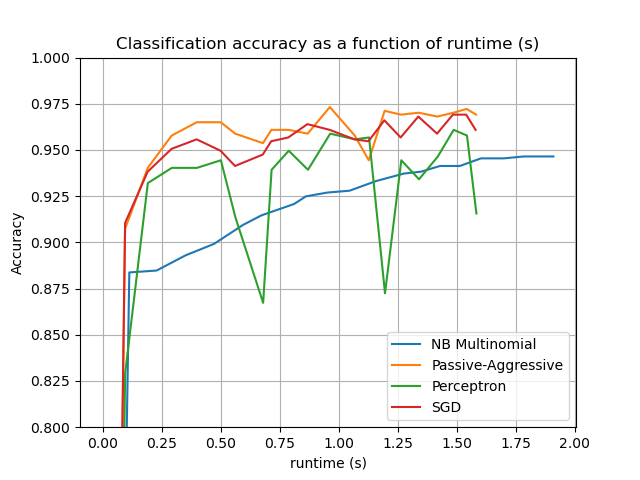 Classification accuracy as a function of runtime (s)
1.000
0.975
0.950
0.925
0.900
0.875
0.850
0.825
0.800
Accuracy
NB Multinomial
Passive-Aggressive
Perceptron
SGD
0.00 0.25 0.50 0.75 1.00 1.25 1.50 1.75 2.00
runtime (s)